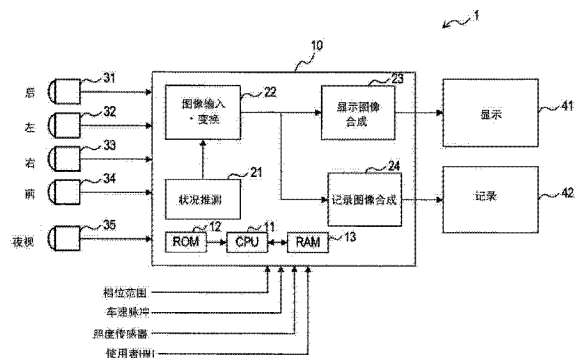 1
10
后
31
左
32
右
33
前
34
夜视
35
图像输入
·变换
22
显示图像
合成
23
显示
41
状况推测
21
记录图像合成
24
记录
42
ROM
12
CPU
11
RAM
13
档位范围
车速脉冲
照度传感器
使用者HMI